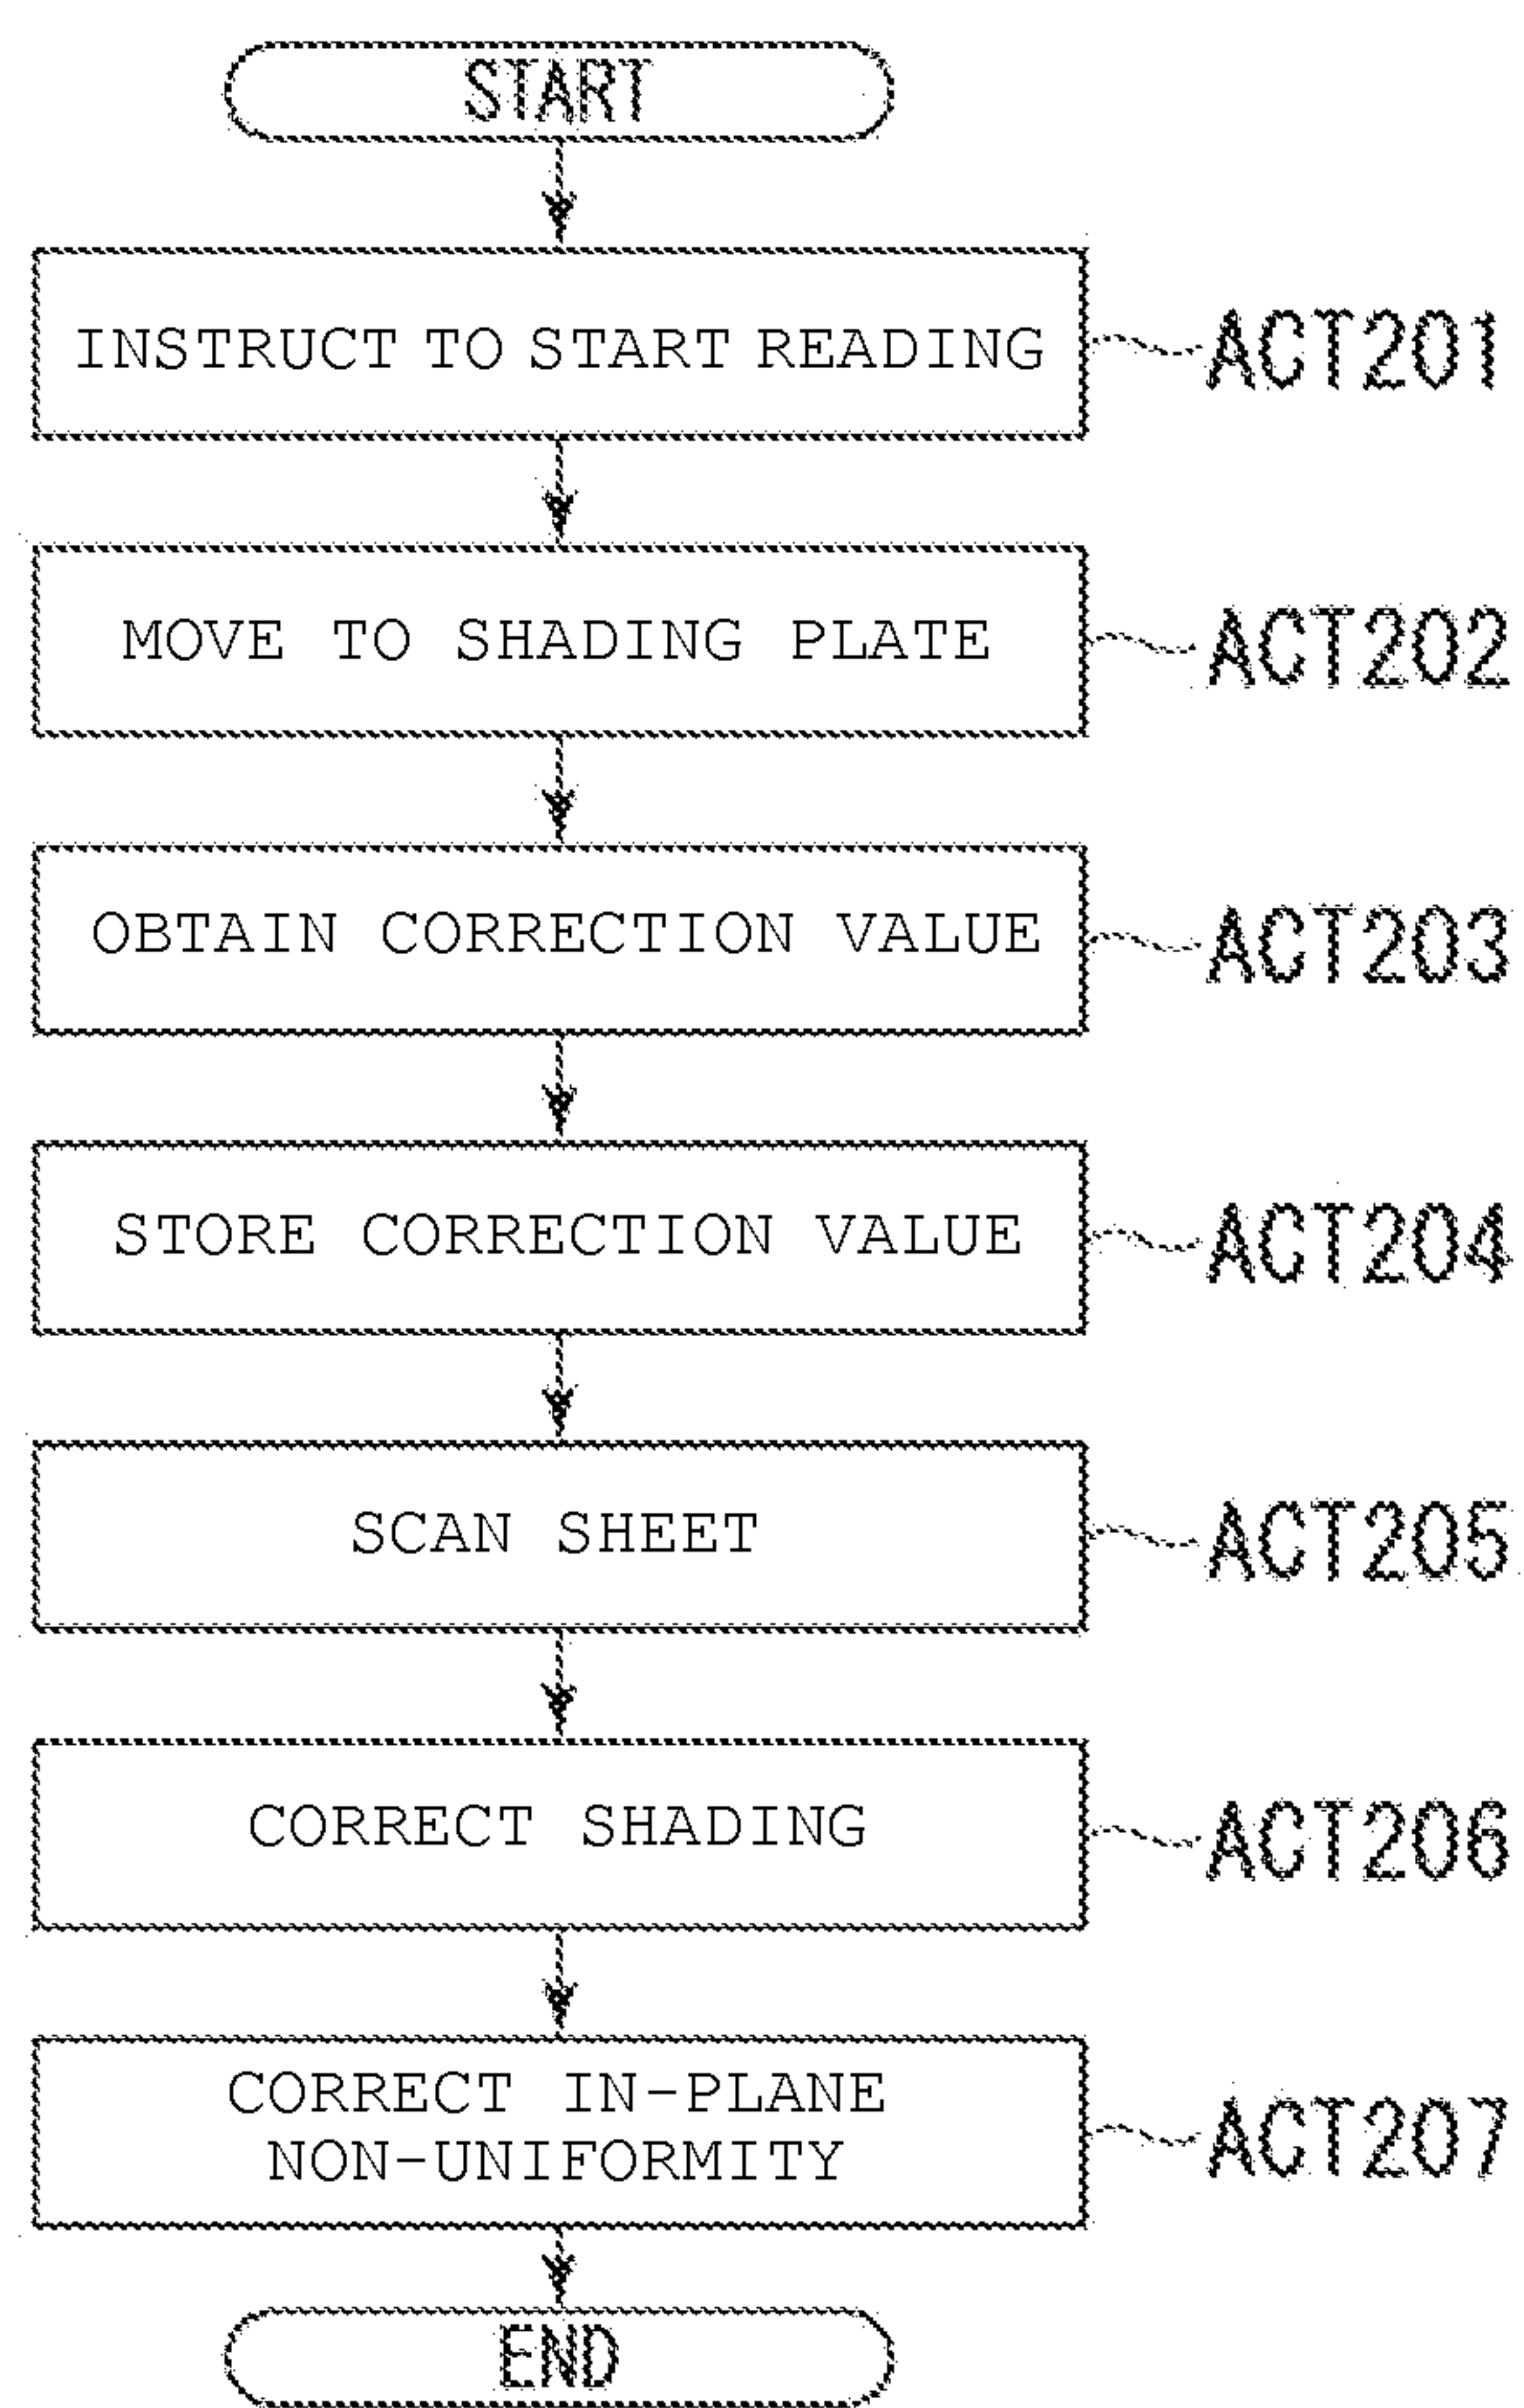 START
INSTRUCT TO START READING
ACT201
MOVE TO SHADING PLATE
ACT202
OBTAIN CORRECTION VALUE
ACT203
STORE CORRECTION VALUE
ACT204
SCAN SHEET
ACT205
CORRECT SHADING
ACT206
CORRECT IN-PLANE
NON-UNIFORMITY
ACT207
END